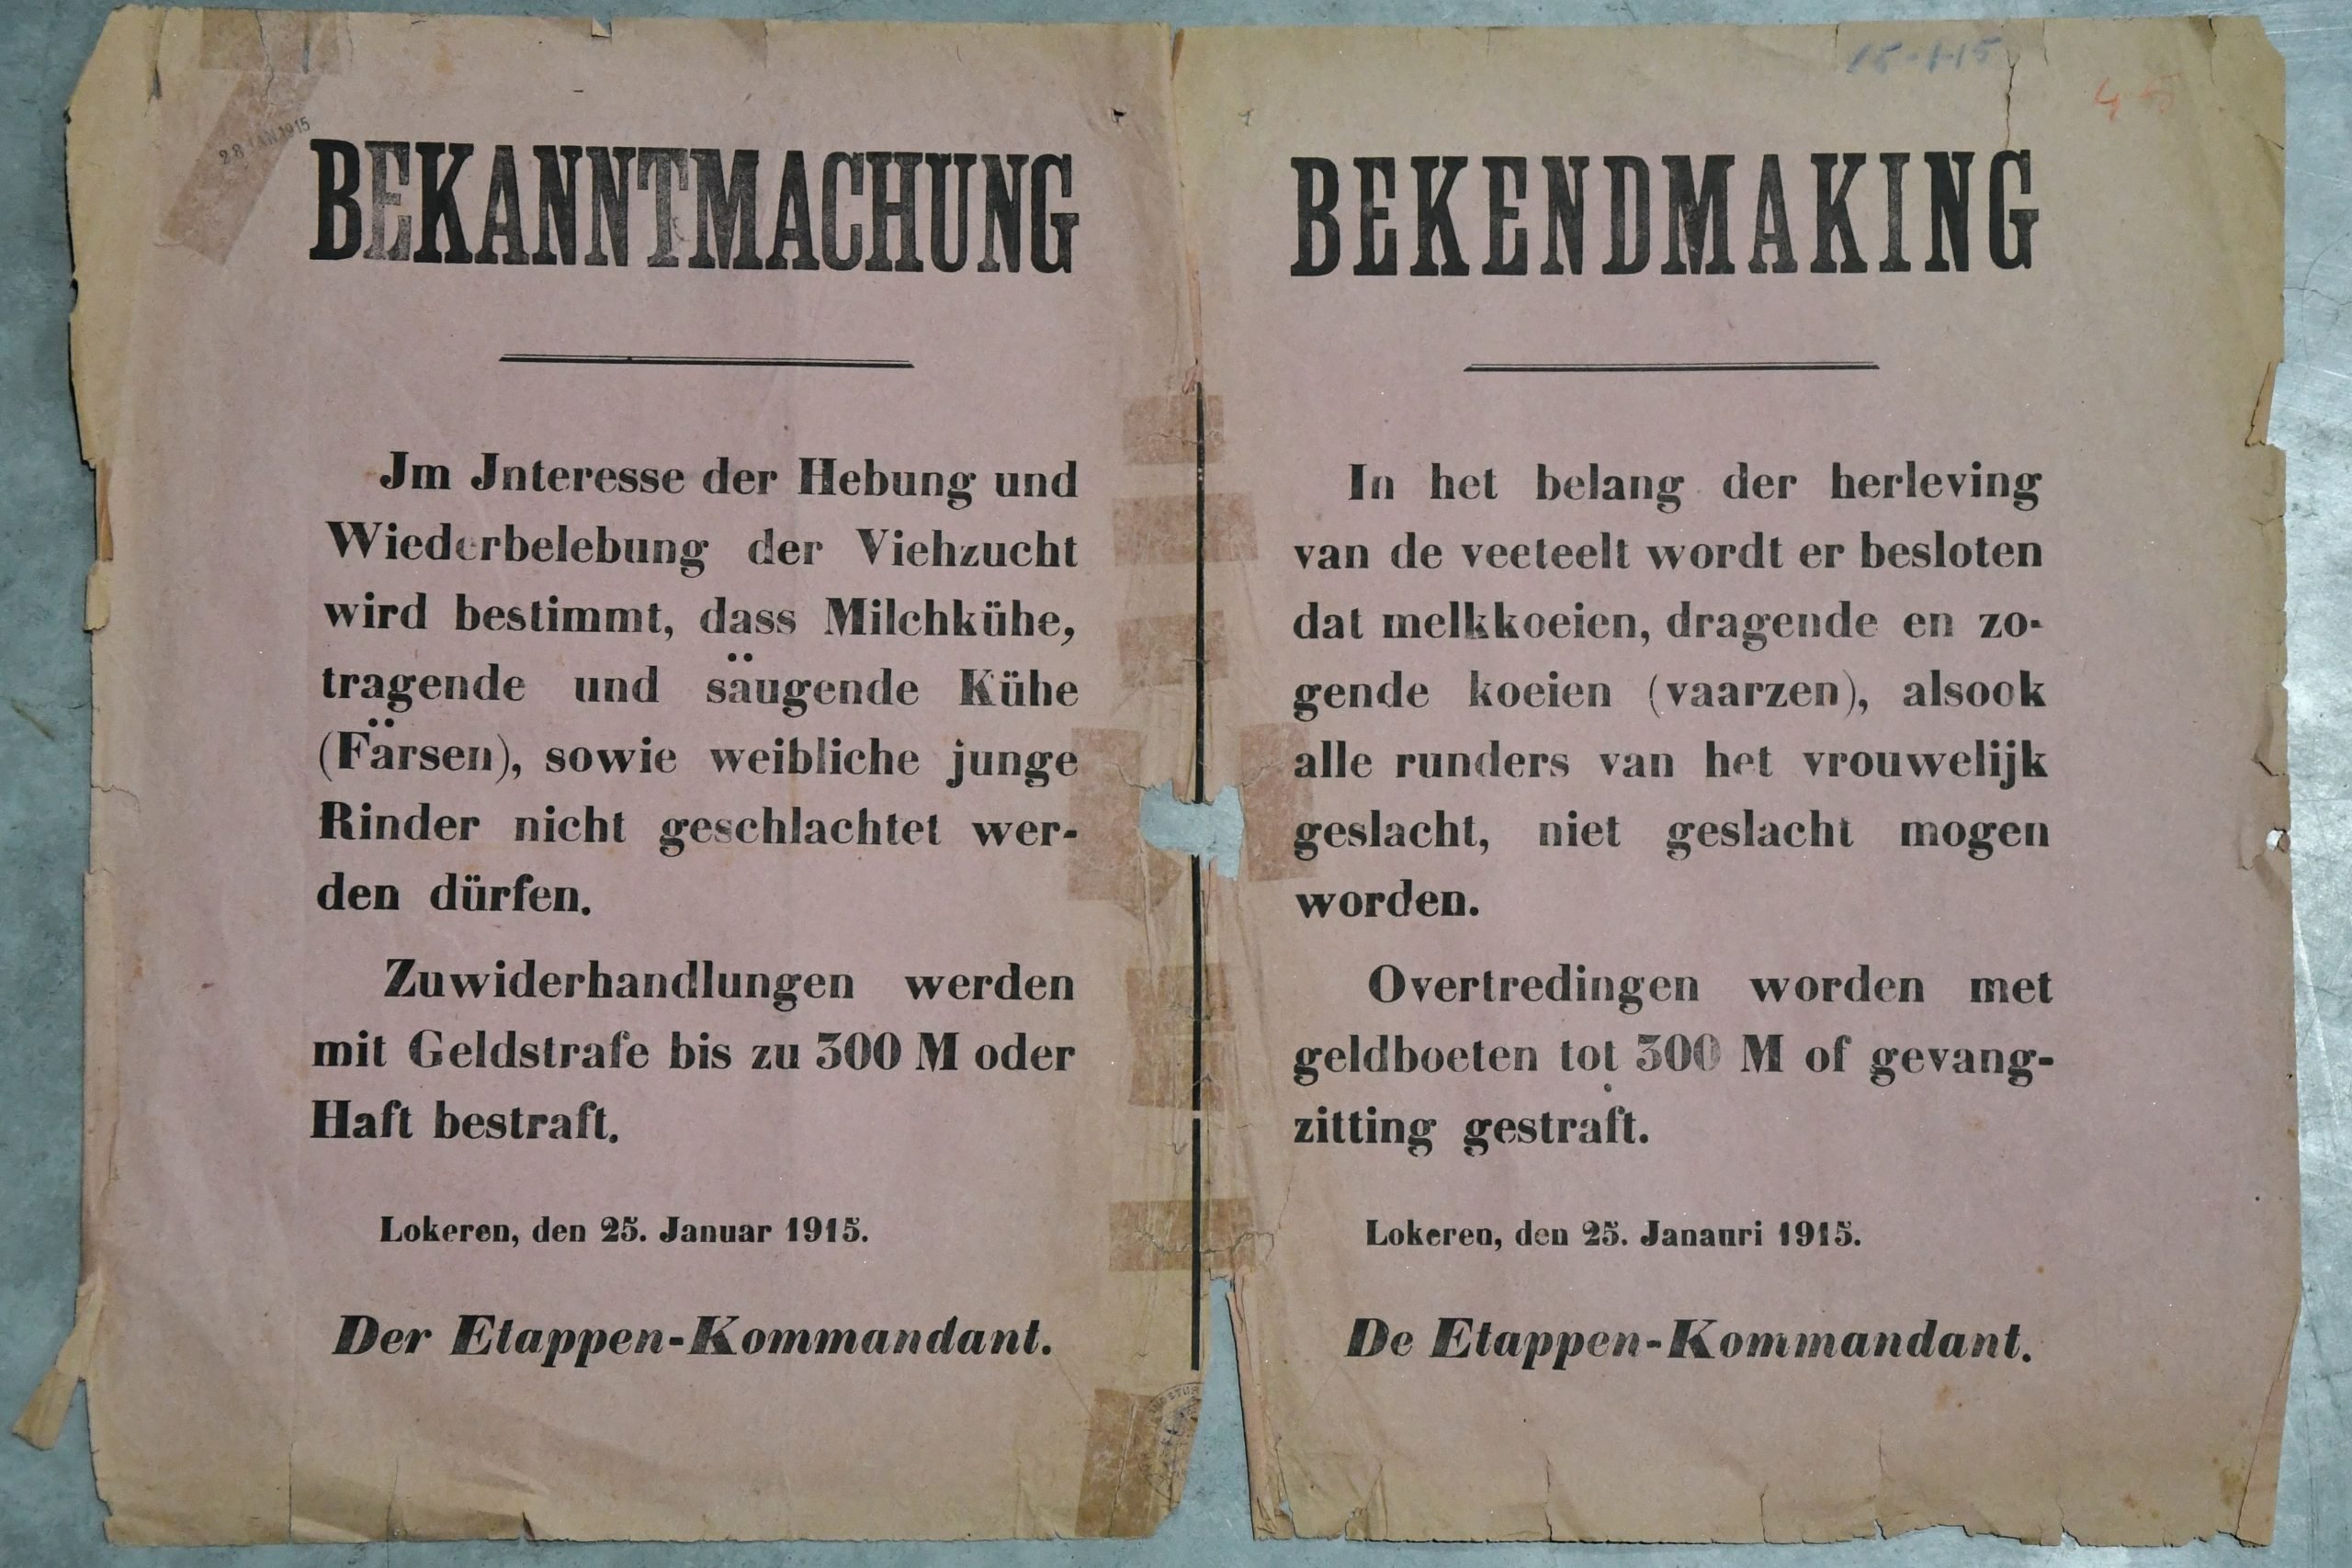 28 JAN 1915
BEKANNTMACHUNG
Jm Jnteresse der Hebung und
Wiederbelebung der Viehzucht
wird bestimmt, dass Milchkühe,
tragende und säugende Kühe
(Färsen), sowie weibliche junge
Rinder nicht geschlachtet wer-
den dürfen.
Zuwiderhandlungen werden
mit Geldstrafe bis zu 300 M oder
Haft bestraft.
Lokeren, den 25. Januar 1915.
Der Etappen-Kommandant.
BEKENDMAKING
In het belang der herleving
van de veeteelt wordt er besloten
dat melkkoeien, dragende en zo-
gende koeien (vaarzen), alsook
alle runders van het vrouwelijk
geslacht, niet geslacht mogen
worden.
Overtredingen worden met
geldboeten tot 300 M of gevang-
zitting gestraft.
Lokeren, den 25. Janauri 1915.
De Etappen-Kommandant.